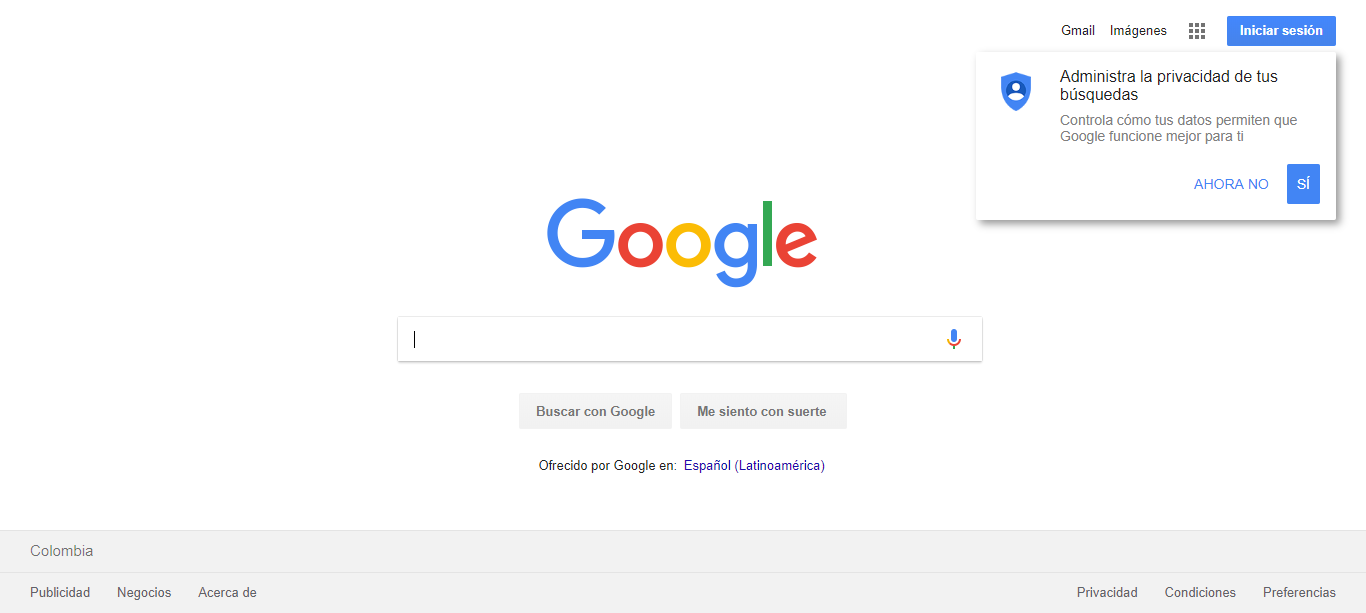 Gmail Imágenes Iniciar sesión
Administra la privacidad de tus
búsquedas
Controla cómo tus datos permiten que
Google funcione mejor para ti
AHORA NO SÍ
Google
Buscar con Google Me siento con suerte
Ofrecido por Google en: Español (Latinoamérica)
Colombia
Publicidad Negocios Acerca de Privacidad Condiciones Preferencias